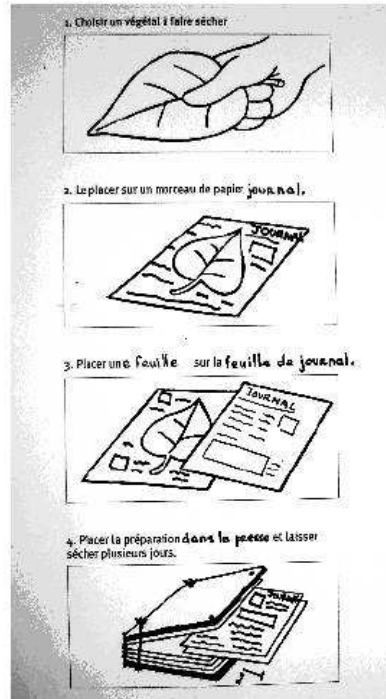 1. Choisir un végétal à faire sécher
2. Le placer sur un morceau de papier journal.
JOURNAL
3. Placer une feuille sur la feuille de journal.
JOURNAL
4. Placer la préparation dans la presse et laisser
sécher plusieurs jours.
JOURNAL